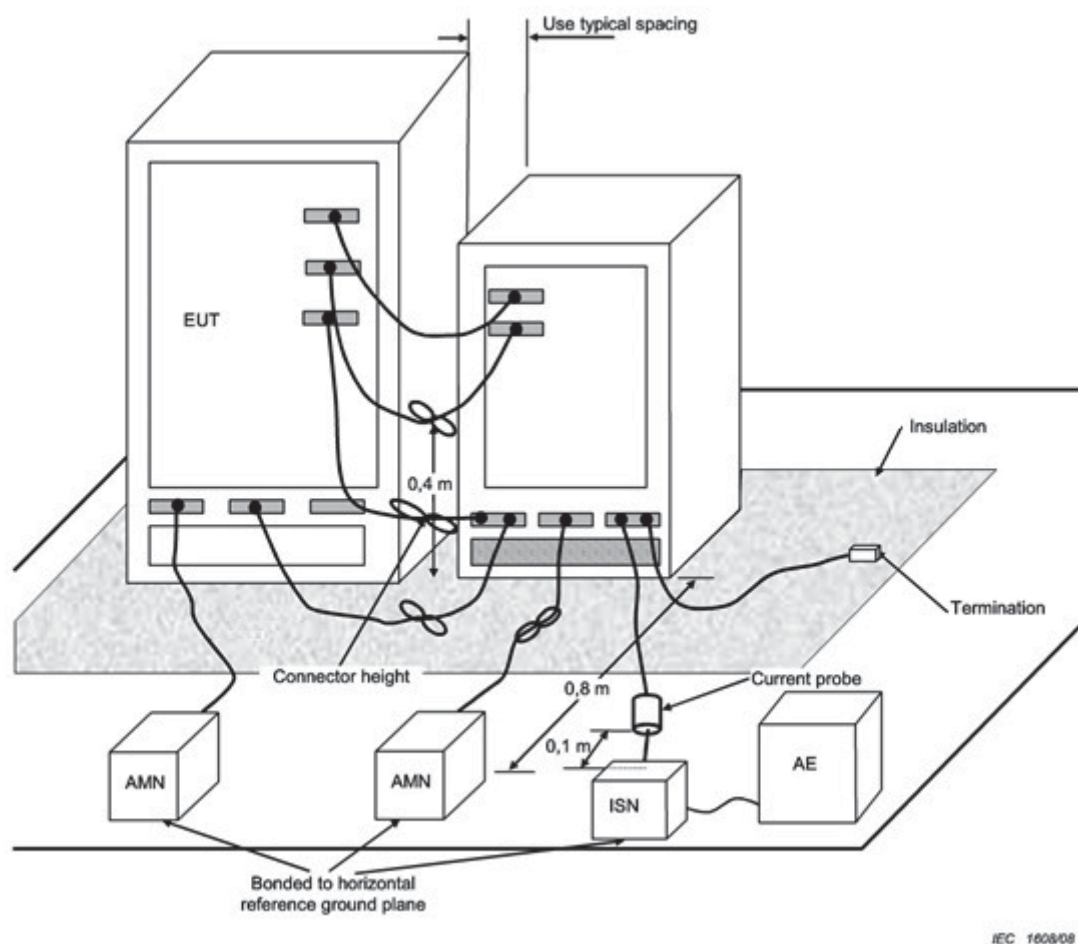 Use typical spacing
EUT
Insulation
0,4 m
Termination
Connector height
0,8 m
Current probe
0,1 m
AMN
AMN
ISN
AE
Bonded to horizontal
reference ground plane
IEC 1608/08